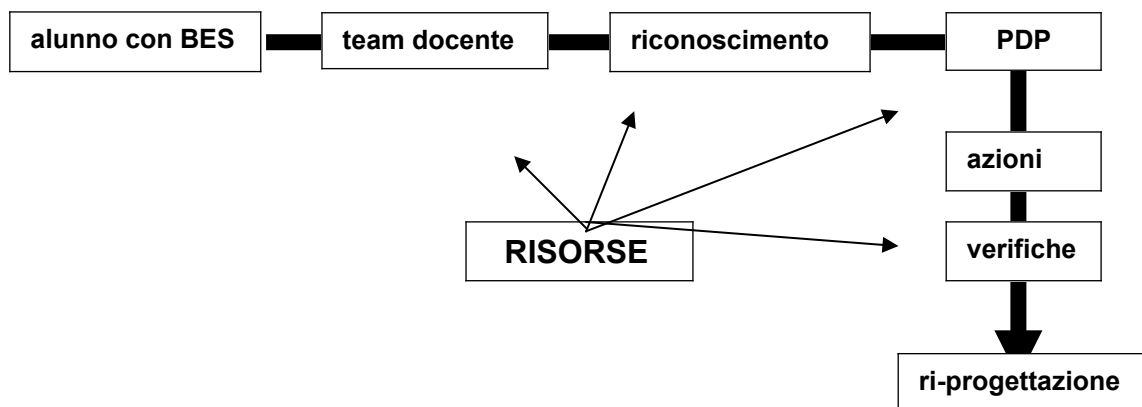 alunno con BES
team docente
riconoscimento
PDP
azioni
RISORSE
verifiche
ri-progettazione